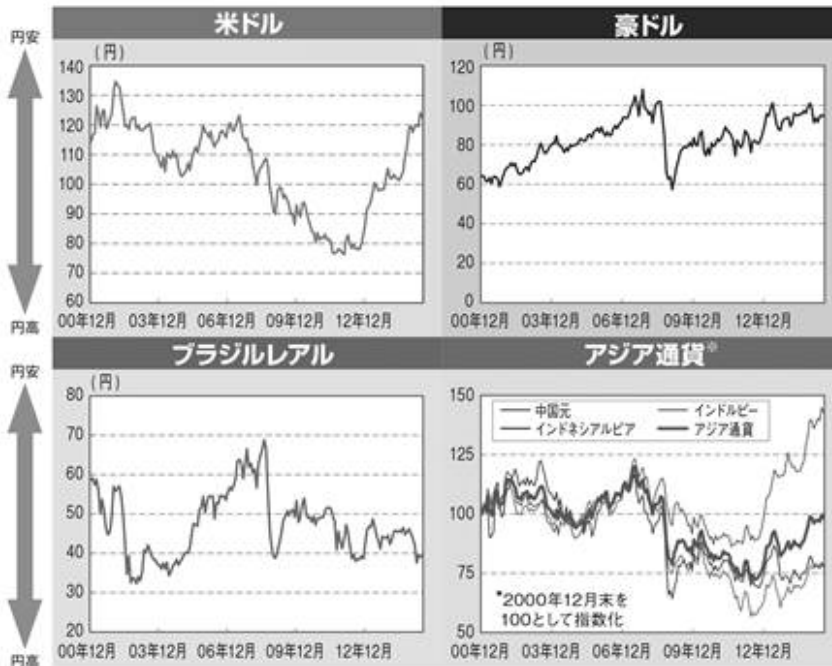 米ドル
円安
(円)
140
130
120
110
100
90
80
70
60
円高
00年12月 03年12月 06年12月 09年12月 12年12月
豪ドル
120
100
80
60
40
20
0
00年12月 03年12月 06年12月 09年12月 12年12月
ブラジルレアル
円安
(円)
80
70
60
50
40
30
20
円高
00年12月 03年12月 06年12月 09年12月 12年12月
アジア通貨※
150
125
100
75
50
中国元 インドルピー
インドネシアルピア アジア通貨
*2000年12月末を
100として指数化
00年12月 03年12月 06年12月 09年12月 12年12月